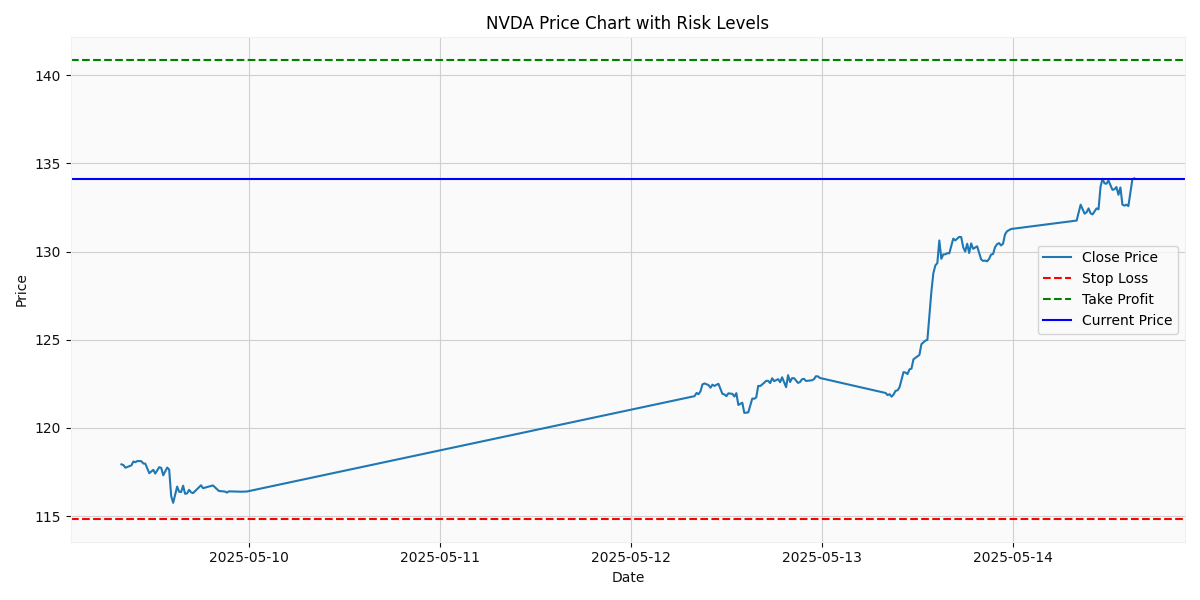 NVDA Price Chart with Risk Levels
140
135
130
125
120
115
Price
Close Price
Stop Loss
Take Profit
Current Price
2025-05-10
2025-05-11
2025-05-12
2025-05-13
2025-05-14
Date